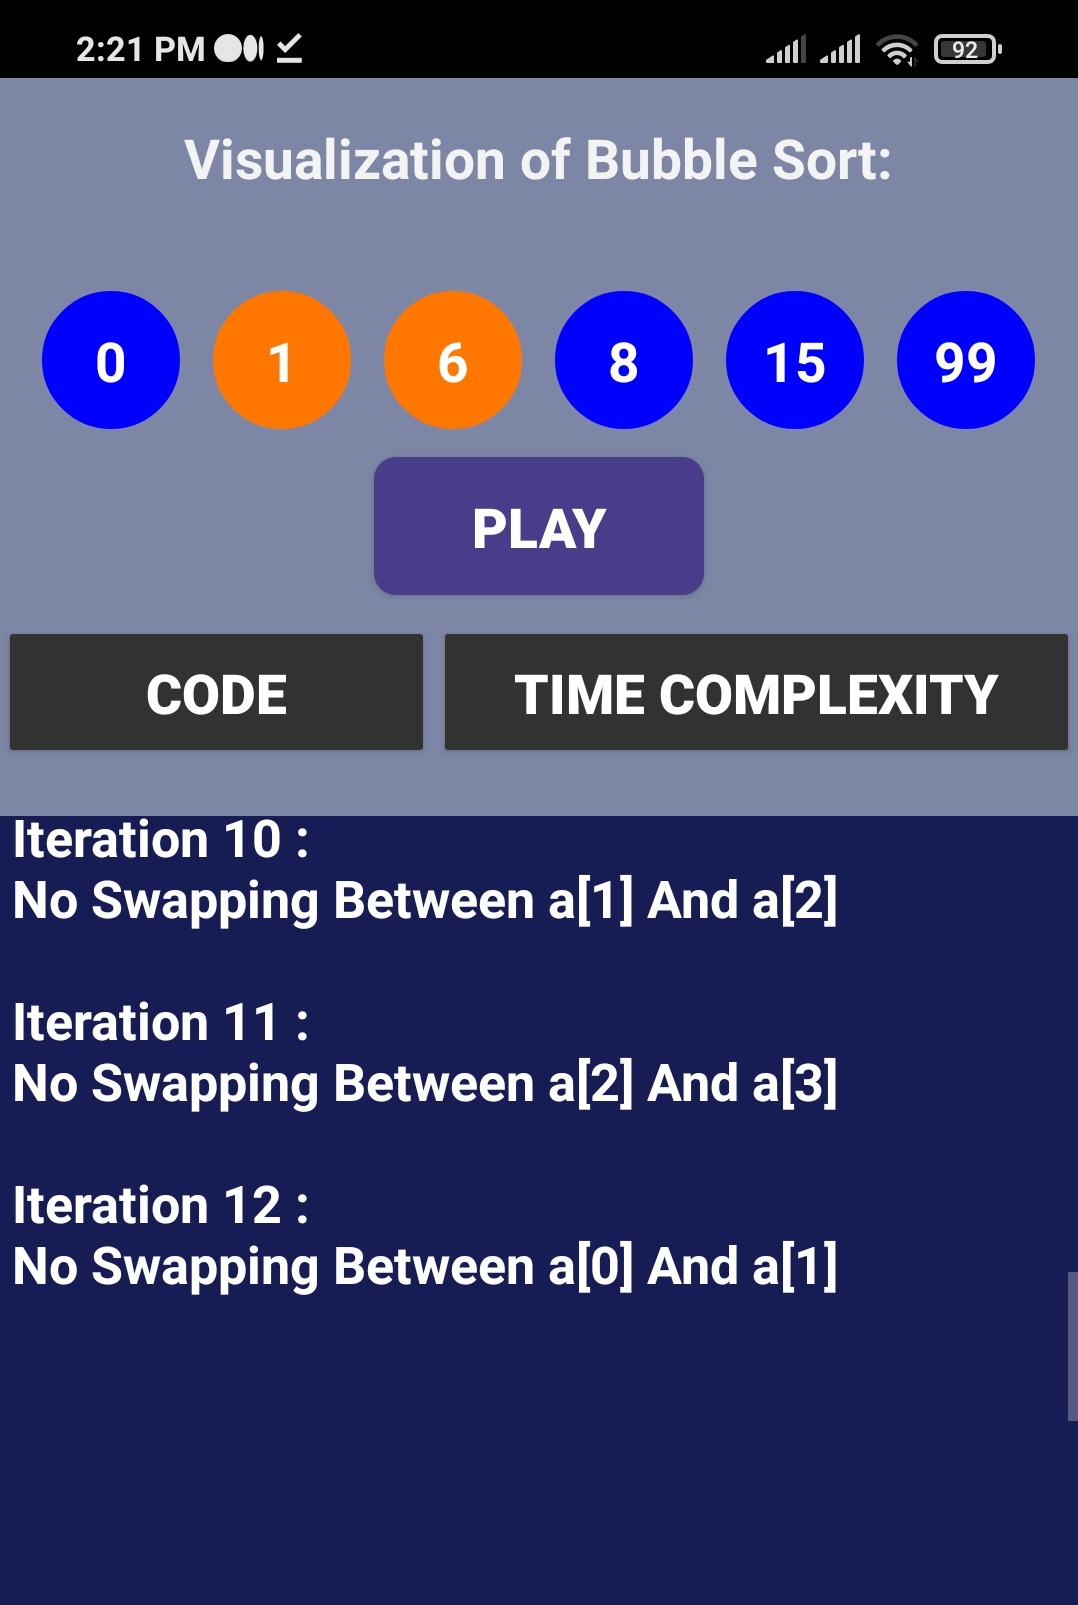 2:21 PM
92
Visualization of Bubble Sort:
0 1 6 8 15 99
PLAY
CODE TIME COMPLEXITY
Iteration 10 :
No Swapping Between a[1] And a[2]
Iteration 11 :
No Swapping Between a[2] And a[3]
Iteration 12 :
No Swapping Between a[0] And a[1]